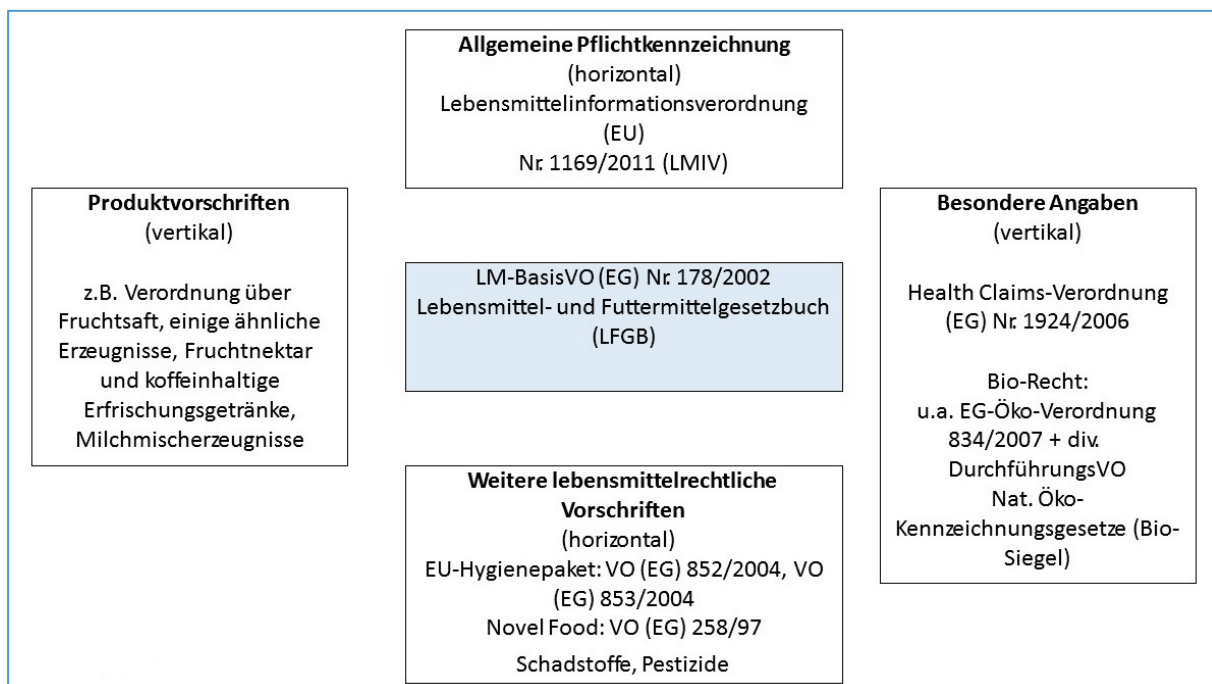 Allgemeine Pflichtkennzeichnung
(horizontal)
Lebensmittelinformationsverordnung
(EU)
Nr. 1169/2011 (LMIV)
Produktvorschriften
(vertikal)
z.B. Verordnung über
Fruchtsaft, einige ähnliche
Erzeugnisse, Fruchtnektar
und koffeinhaltige
Erfrischungsgetränke,
Milchmischerzeugnisse
LM-BasisVO (EG) Nr. 178/2002
Lebensmittel- und Futtermittelgesetzbuch
(LFGB)
Besondere Angaben
(vertikal)
Health Claims-Verordnung
(EG) Nr. 1924/2006
Bio-Recht:
u.a. EG-Öko-Verordnung
834/2007 + div.
DurchführungsVO
Nat. Öko-
Kennzeichnungsgesetze (Bio-
Siegel)
Weitere lebensmittelrechtliche
Vorschriften
(horizontal)
EU-Hygienepaket: VO (EG) 852/2004, VO
(EG) 853/2004
Novel Food: VO (EG) 258/97
Schadstoffe, Pestizide